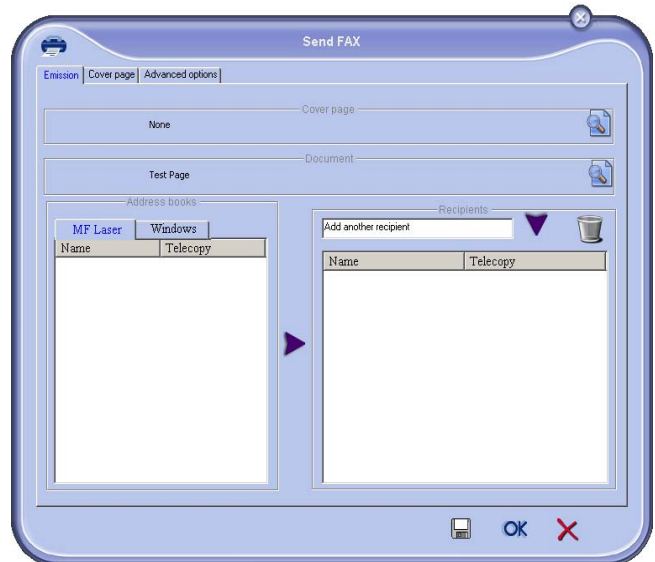 Send FAX
Emission Cover page Advanced options
Cover page
None
Document
Test Page
Address books
MF Laser Windows
Name Telecopy
Recipients
Add another recipient
Name Telecopy
OK